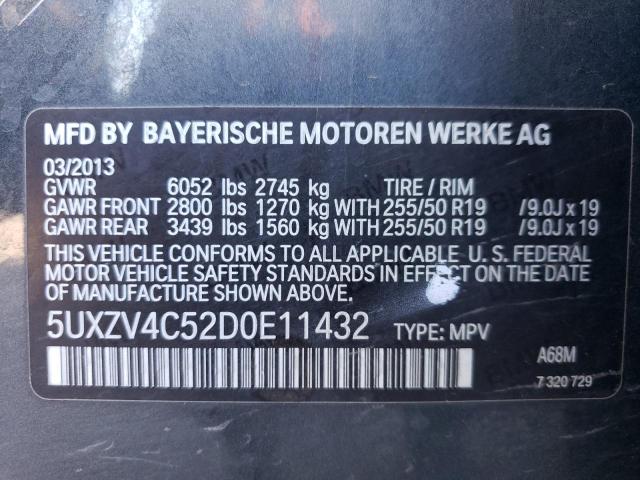 MFD BY BAYERISCHE MOTOREN WERKE AG
03/2013
GVWR 6052 lbs 2745 kg TIRE / RIM
GAWR FRONT 2800 lbs 1270 kg WITH 255/50 R19 /9.0J x 19
GAWR REAR 3439 lbs 1560 kg WITH 255/50 R19 /9.0J x 19
THIS VEHICLE CONFORMS TO ALL APPLICABLE U. S. FEDERAL
MOTOR VEHICLE SAFETY STANDARDS IN EFFECT ON THE DATE
OF MANUFACTURE SHOWN ABOVE.
5UXZV4C52D0E11432 TYPE: MPV
A68M
7 320 729